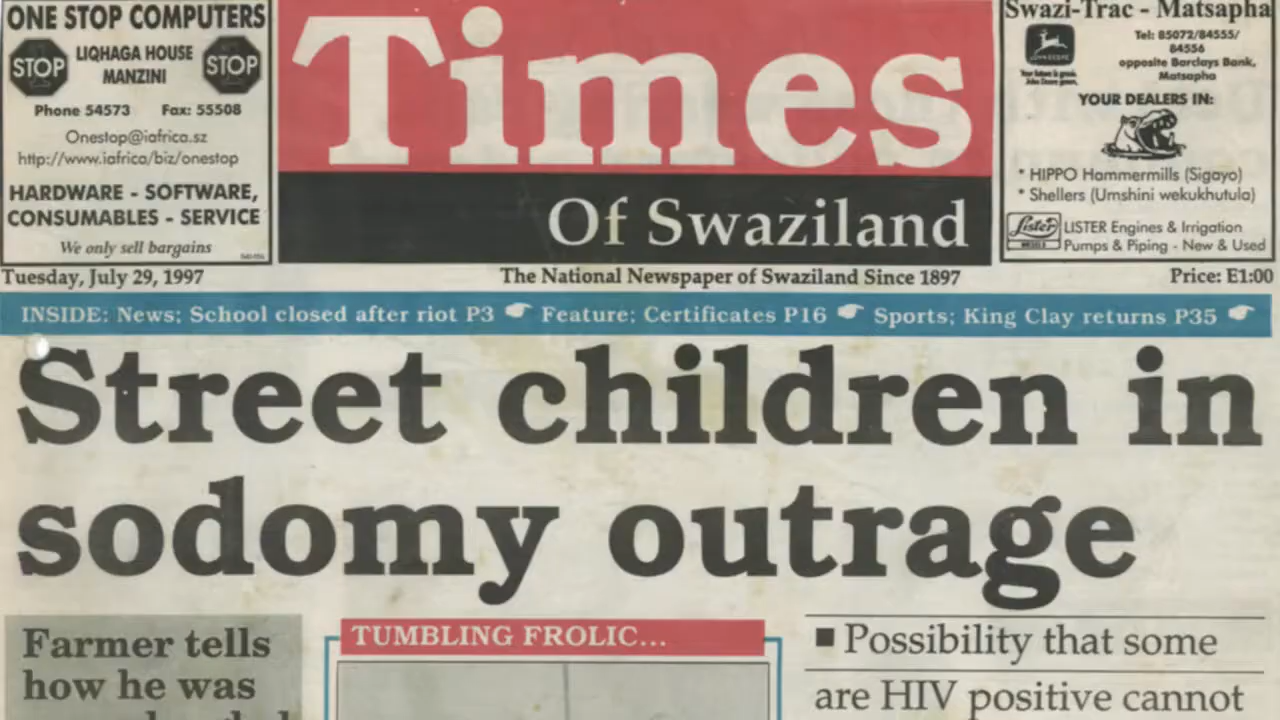 ONE STOP COMPUTERS
STOP
LIQHAGA HOUSE
MANZINI
STOP
Phone 54573 Fax: 55508
Onestop@iafrica.sz
http://www.iafrica/biz/onestop
HARDWARE - SOFTWARE,
CONSUMABLES - SERVICE
We only sell bargains
Times
Of Swaziland
Swazi-Trac - Matsapha
Tel: 85072/84555/
84556
opposite Barclays Bank,
Matsapha
YOUR DEALERS IN:
* HIPPO Hammermills (Sigayo)
* Shellers (Umshini wekukhutula)
Lister
LISTER Engines & Irrigation
Pumps & Piping - New & Used
Tuesday, July 29, 1997
The National Newspaper of Swaziland Since 1897
Price: E1:00
INSIDE: News; School closed after riot P3 Feature; Certificates P16 Sports; King Clay returns P35
Street children in
sodomy outrage
Farmer tells
how he was
TUMBLING FROLIC...
■ Possibility that some
are HIV positive cannot